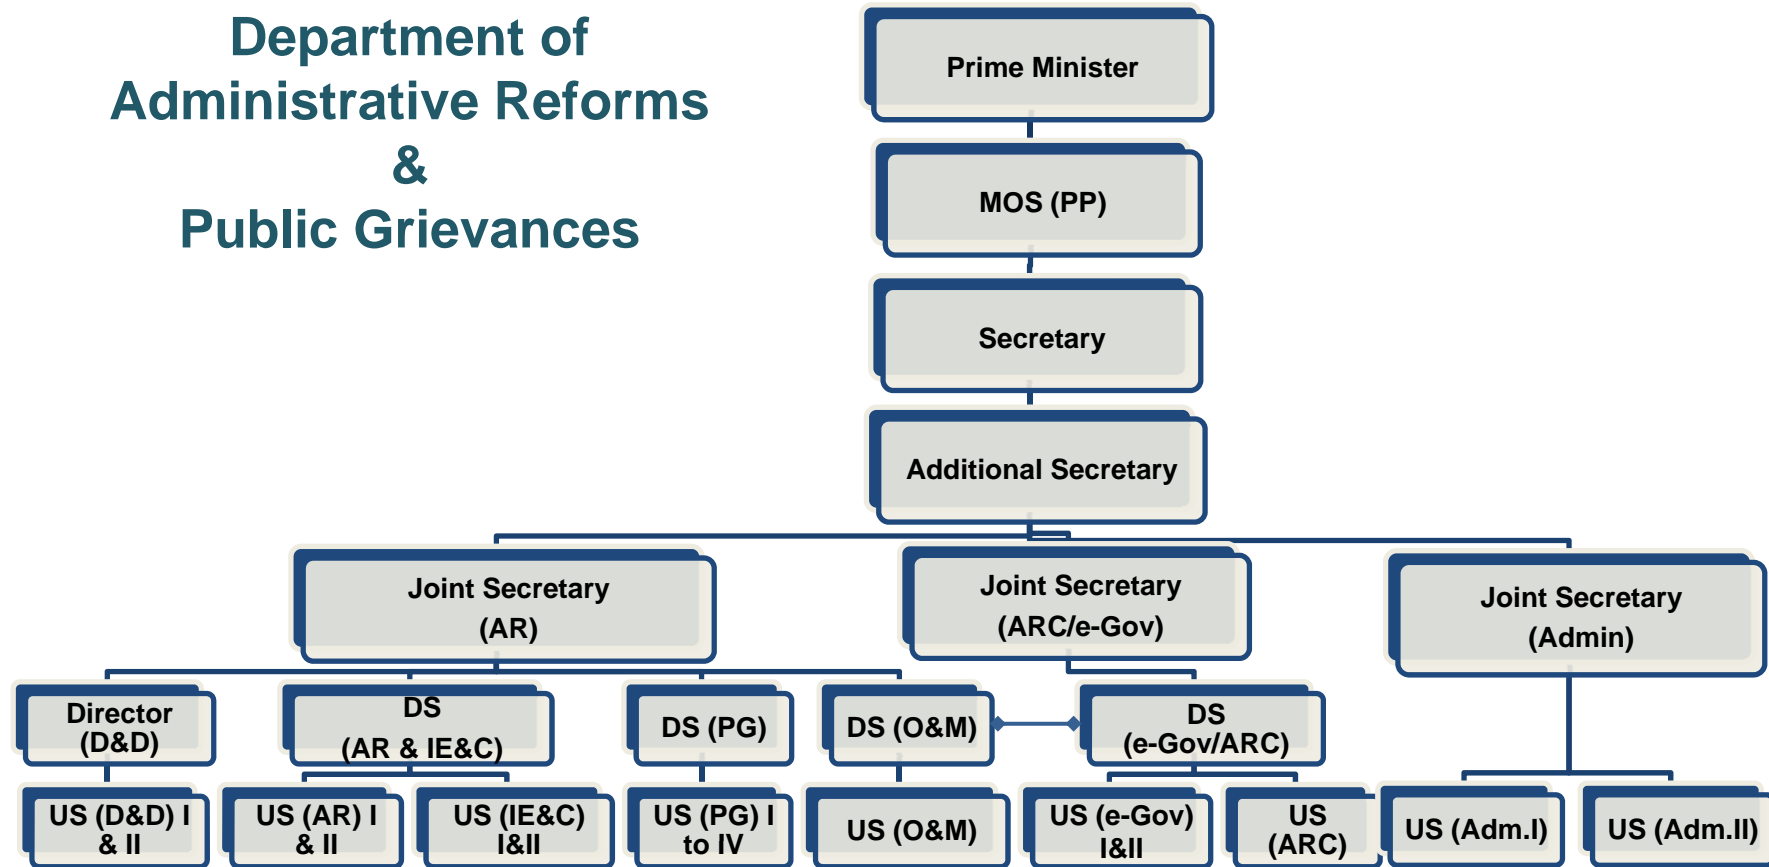 Department of
Administrative Reforms
&
Public Grievances
Prime Minister
MOS (PP)
Secretary
Additional Secretary
Joint Secretary
(AR)
Joint Secretary
(ARC/e-Gov)
Joint Secretary
(Admin)
Director
(D&D)
DS
(AR & IE&C)
DS (PG)
DS (O&M)
DS
(e-Gov/ARC)
US (D&D) I
& II
US (AR) I
& II
US (IE&C)
I&II
US (PG) I
to IV
US (O&M)
US (e-Gov)
I&II
US
(ARC)
US (Adm.I)
US (Adm.II)